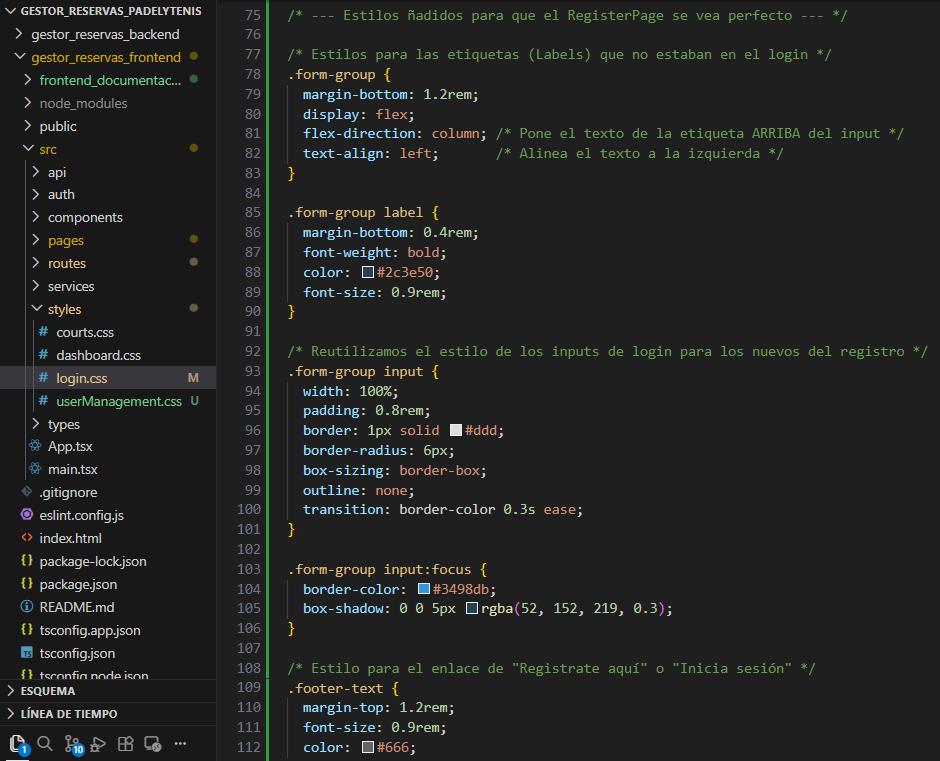 GESTOR_RESERVAS_PADELYTENIS
gestor_reservas_backend
gestor_reservas_frontend
frontend_documentac...
node_modules
public
src
api
auth
components
pages
routes
services
styles
# courts.css
# dashboard.css
# login.css M
# userManagement.css U
types
App.tsx
main.tsx
.gitignore
eslint.config.js
<> index.html
{} package-lock.json
{} package.json
README.md
{} tsconfig.app.json
TS tsconfig.json
{} tsconfig.node.json
ESQUEMA
LÍNEA DE TIEMPO
1
10
75 /* --- Estilos ñadidos para que el RegisterPage se vea perfecto --- */
76
77 /* Estilos para las etiquetas (Labels) que no estaban en el login */
78 .form-group {
79 margin-bottom: 1.2rem;
80 display: flex;
81 flex-direction: column; /* Pone el texto de la etiqueta ARRIBA del input */
82 text-align: left; /* Alinea el texto a la izquierda */
83 }
84
85 .form-group label {
86 margin-bottom: 0.4rem;
87 font-weight: bold;
88 color: #2c3e50;
89 font-size: 0.9rem;
90 }
91
92 /* Reutilizamos el estilo de los inputs de login para los nuevos del registro */
93 .form-group input {
94 width: 100%;
95 padding: 0.8rem;
96 border: 1px solid #ddd;
97 border-radius: 6px;
98 box-sizing: border-box;
99 outline: none;
100 transition: border-color 0.3s ease;
101 }
102
103 .form-group input:focus {
104 border-color: #3498db;
105 box-shadow: 0 0 5px rgba(52, 152, 219, 0.3);
106 }
107
108 /* Estilo para el enlace de "Registrate aquí" o "Inicia sesión" */
109 .footer-text {
110 margin-top: 1.2rem;
111 font-size: 0.9rem;
112 color: #666;